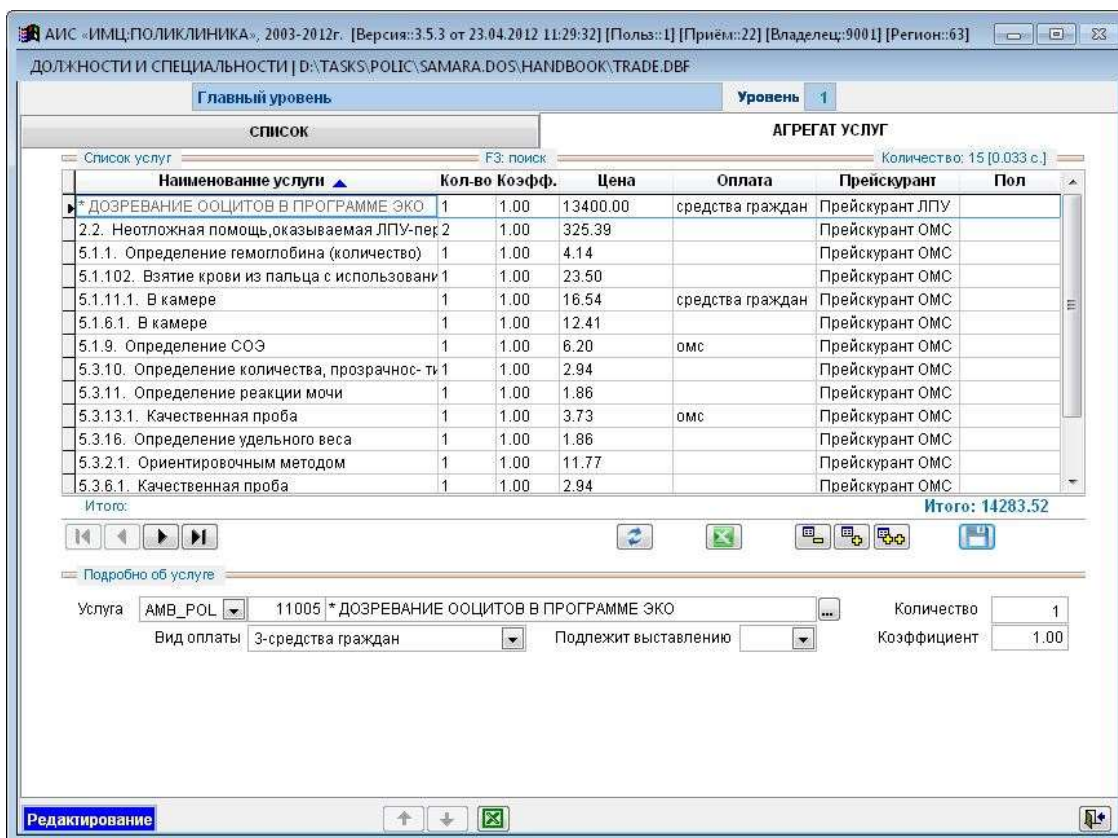 АИС «ИМЦ:ПОЛИКЛИНИКА», 2003-2012г. [Версия::3.5.3 от 23.04.2012 11:29:32] [Польз::1] [Приём::22] [Владелец::9001] [Регион::63]
ДОЛЖНОСТИ И СПЕЦИАЛЬНОСТИ | D:\TASKS\POLIC\SAMARA.DOS\HANDBOOK\TRADE.DBF
Главный уровень Уровень 1
СПИСОК АГРЕГАТ УСЛУГ
Список услуг F3: поиск Количество: 15 [0.033 с.]
Наименование услуги Кол-во Коэфф. Цена Оплата Прейскурант Пол
* ДОЗРЕВАНИЕ ООЦИТОВ В ПРОГРАММЕ ЭКО 1 1.00 13400.00 средства граждан Прейскурант ЛПУ
2.2. Неотложная помощь,оказываемая ЛПУ-пер 2 1.00 325.39 Прейскурант ОМС
5.1.1. Определение гемоглобина (количество) 1 1.00 4.14 Прейскурант ОМС
5.1.102. Взятие крови из пальца с использовани 1 1.00 23.50 Прейскурант ОМС
5.1.11.1. В камере 1 1.00 16.54 средства граждан Прейскурант ОМС
5.1.6.1. В камере 1 1.00 12.41 Прейскурант ОМС
5.1.9. Определение СОЭ 1 1.00 6.20 омс Прейскурант ОМС
5.3.10. Определение количества, прозрачнос- ти 1 1.00 2.94 Прейскурант ОМС
5.3.11. Определение реакции мочи 1 1.00 1.86 Прейскурант ОМС
5.3.13.1. Качественная проба 1 1.00 3.73 омс Прейскурант ОМС
5.3.16. Определение удельного веса 1 1.00 1.86 Прейскурант ОМС
5.3.2.1. Ориентировочным методом 1 1.00 11.77 Прейскурант ОМС
5.3.6.1. Качественная проба 1 1.00 2.94 Прейскурант ОМС
Итого: Итого: 14283.52
Подробно об услуге
Услуга AMB_POL 11005 * ДОЗРЕВАНИЕ ООЦИТОВ В ПРОГРАММЕ ЭКО ... Количество 1
Вид оплаты 3-средства граждан Подлежит выставлению Коэффициент 1.00
Редактирование